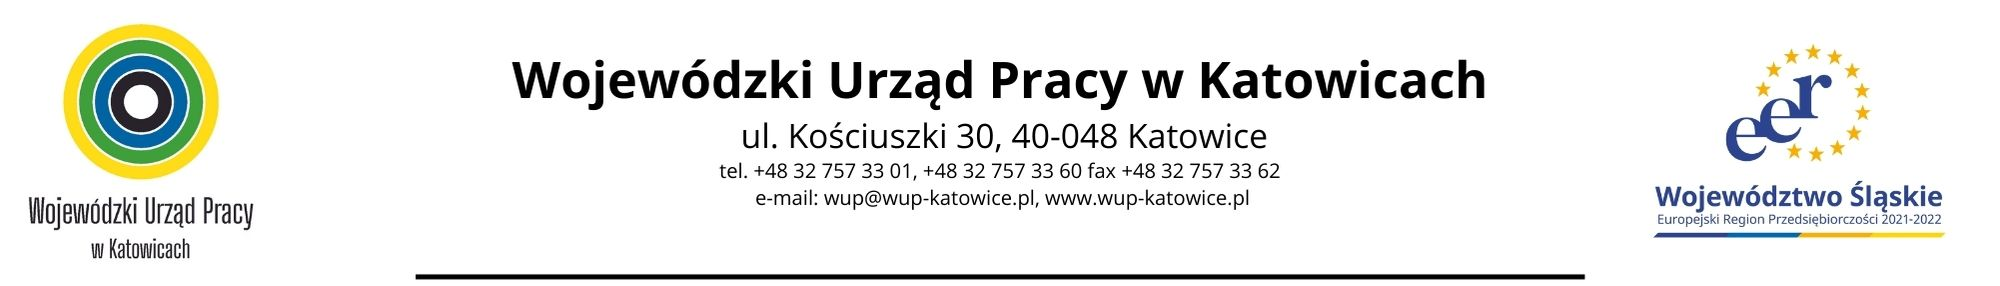 Wojewódzki Urząd Pracy
w Katowicach
Wojewódzki Urząd Pracy w Katowicach
ul. Kościuszki 30, 40-048 Katowice
tel. +48 32 757 33 01, +48 32 757 33 60 fax +48 32 757 33 62
e-mail: wup@wup-katowice.pl, www.wup-katowice.pl
eer
Województwo Śląskie
Europejski Region Przedsiębiorczości 2021-2022